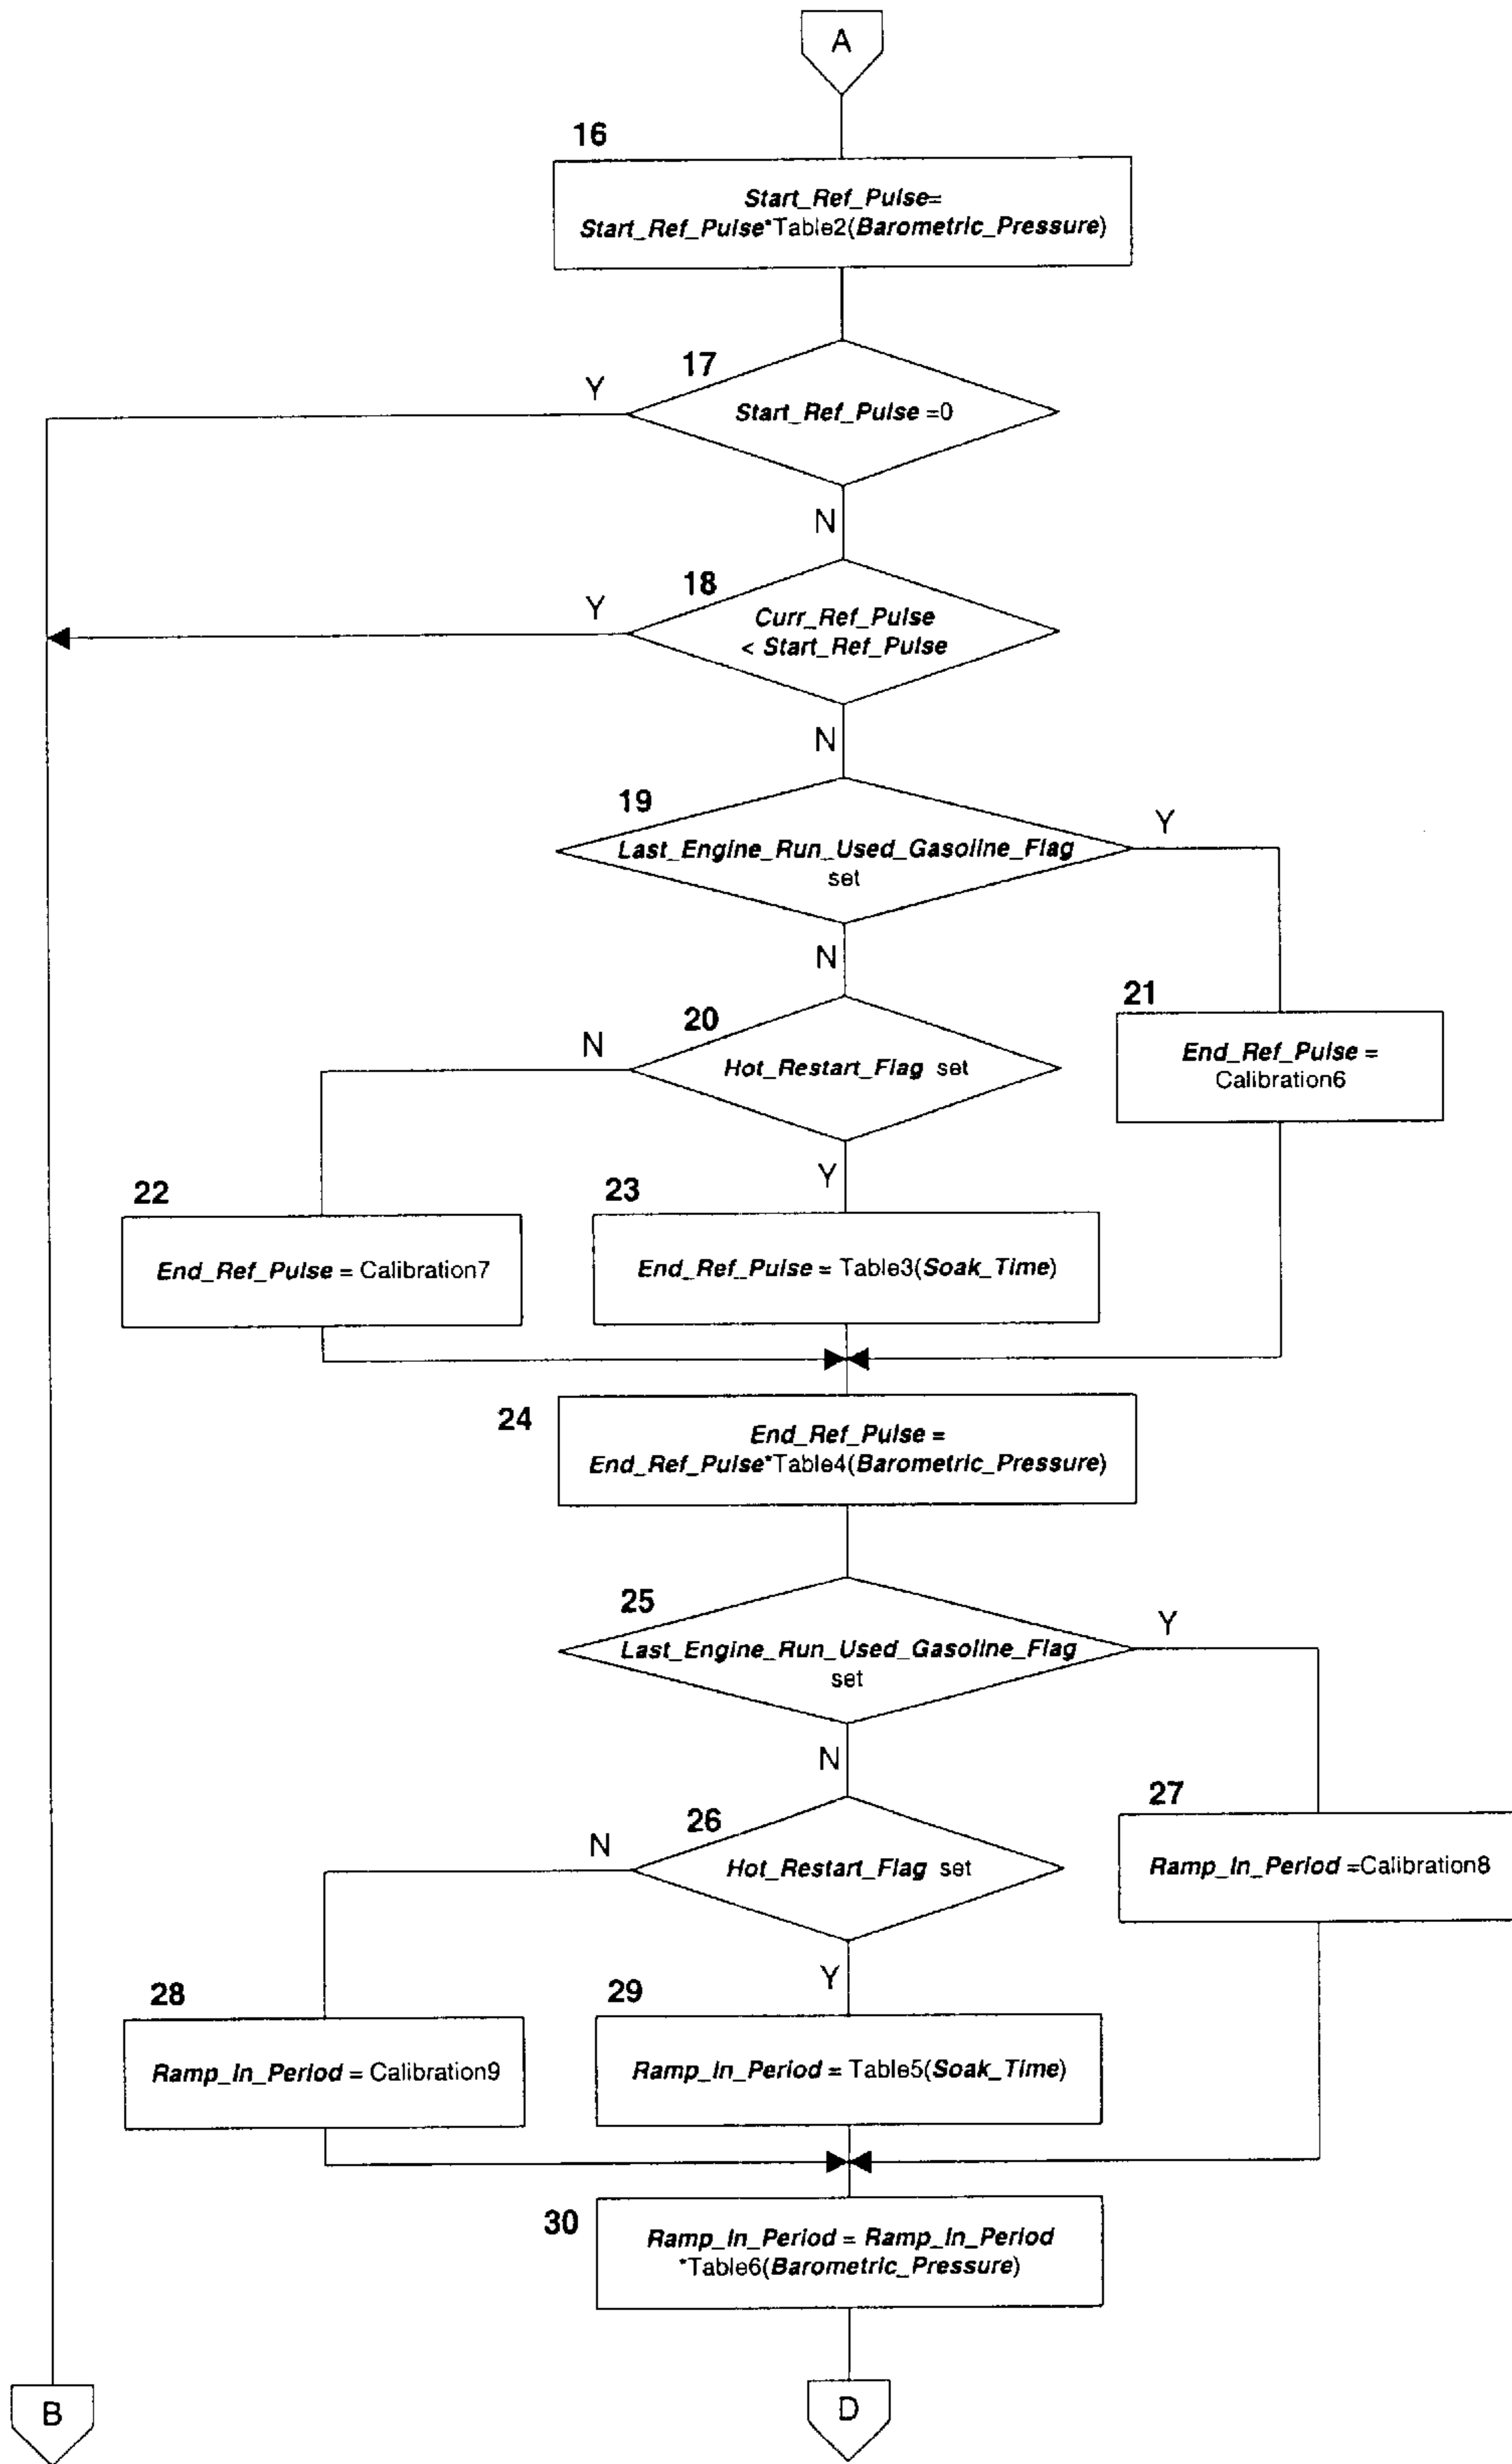 A
16
Start_Ref_Pulse=
Start_Ref_Pulse*Table2(Barometric_Pressure)
17
Y
Start_Ref_Pulse =0
N
18
Y
Curr_Ref_Pulse
< Start_Ref_Pulse
N
19
Y
Last_Engine_Run_Used_Gasoline_Flag
set
N
20
N
Hot_Restart_Flag set
21
End_Ref_Pulse =
Calibration6
Y
22
End_Ref_Pulse = Calibration7
23
End_Ref_Pulse = Table3(Soak_Time)
24
End_Ref_Pulse =
End_Ref_Pulse*Table4(Barometric_Pressure)
25
Y
Last_Engine_Run_Used_Gasoline_Flag
set
N
26
N
Hot_Restart_Flag set
27
Ramp_In_Period =Calibration8
Y
28
Ramp_In_Period = Calibration9
29
Ramp_In_Period = Table5(Soak_Time)
30
Ramp_In_Period = Ramp_In_Period
*Table6(Barometric_Pressure)
B
D